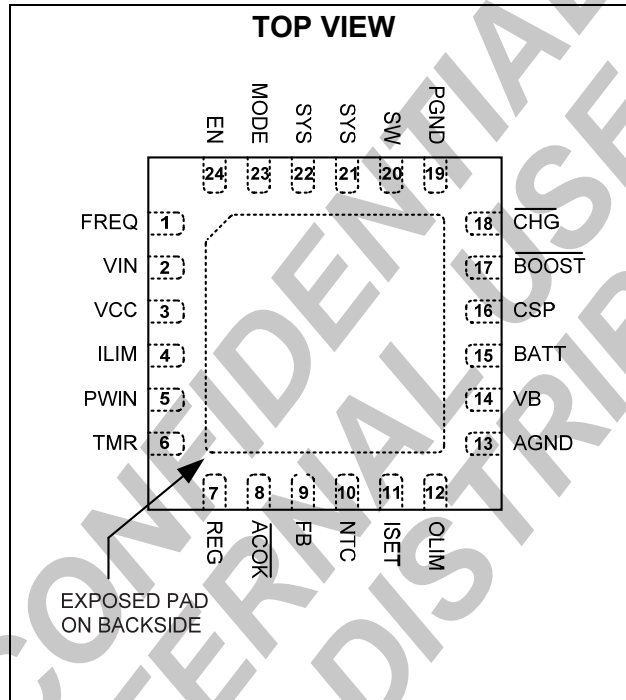 TOP VIEW
EN MODE SYS SYS SW PGND
24 23 22 21 20 19
FREQ 1
VIN 2
VCC 3
ILIM 4
PWIN 5
TMR 6
18 CHG
17 BOOST
16 CSP
15 BATT
14 VB
13 AGND
7 8 9 10 11 12
REG ACOK FB NTC ISET OLIM
EXPOSED PAD
ON BACKSIDE